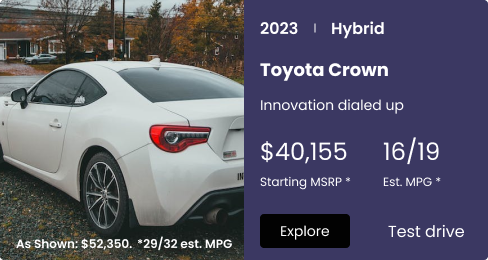 2023 | Hybrid
Toyota Crown
Innovation dialed up
$40,155 16/19
Starting MSRP * Est. MPG *
Explore Test drive
As Shown: $52,350. *29/32 est. MPG